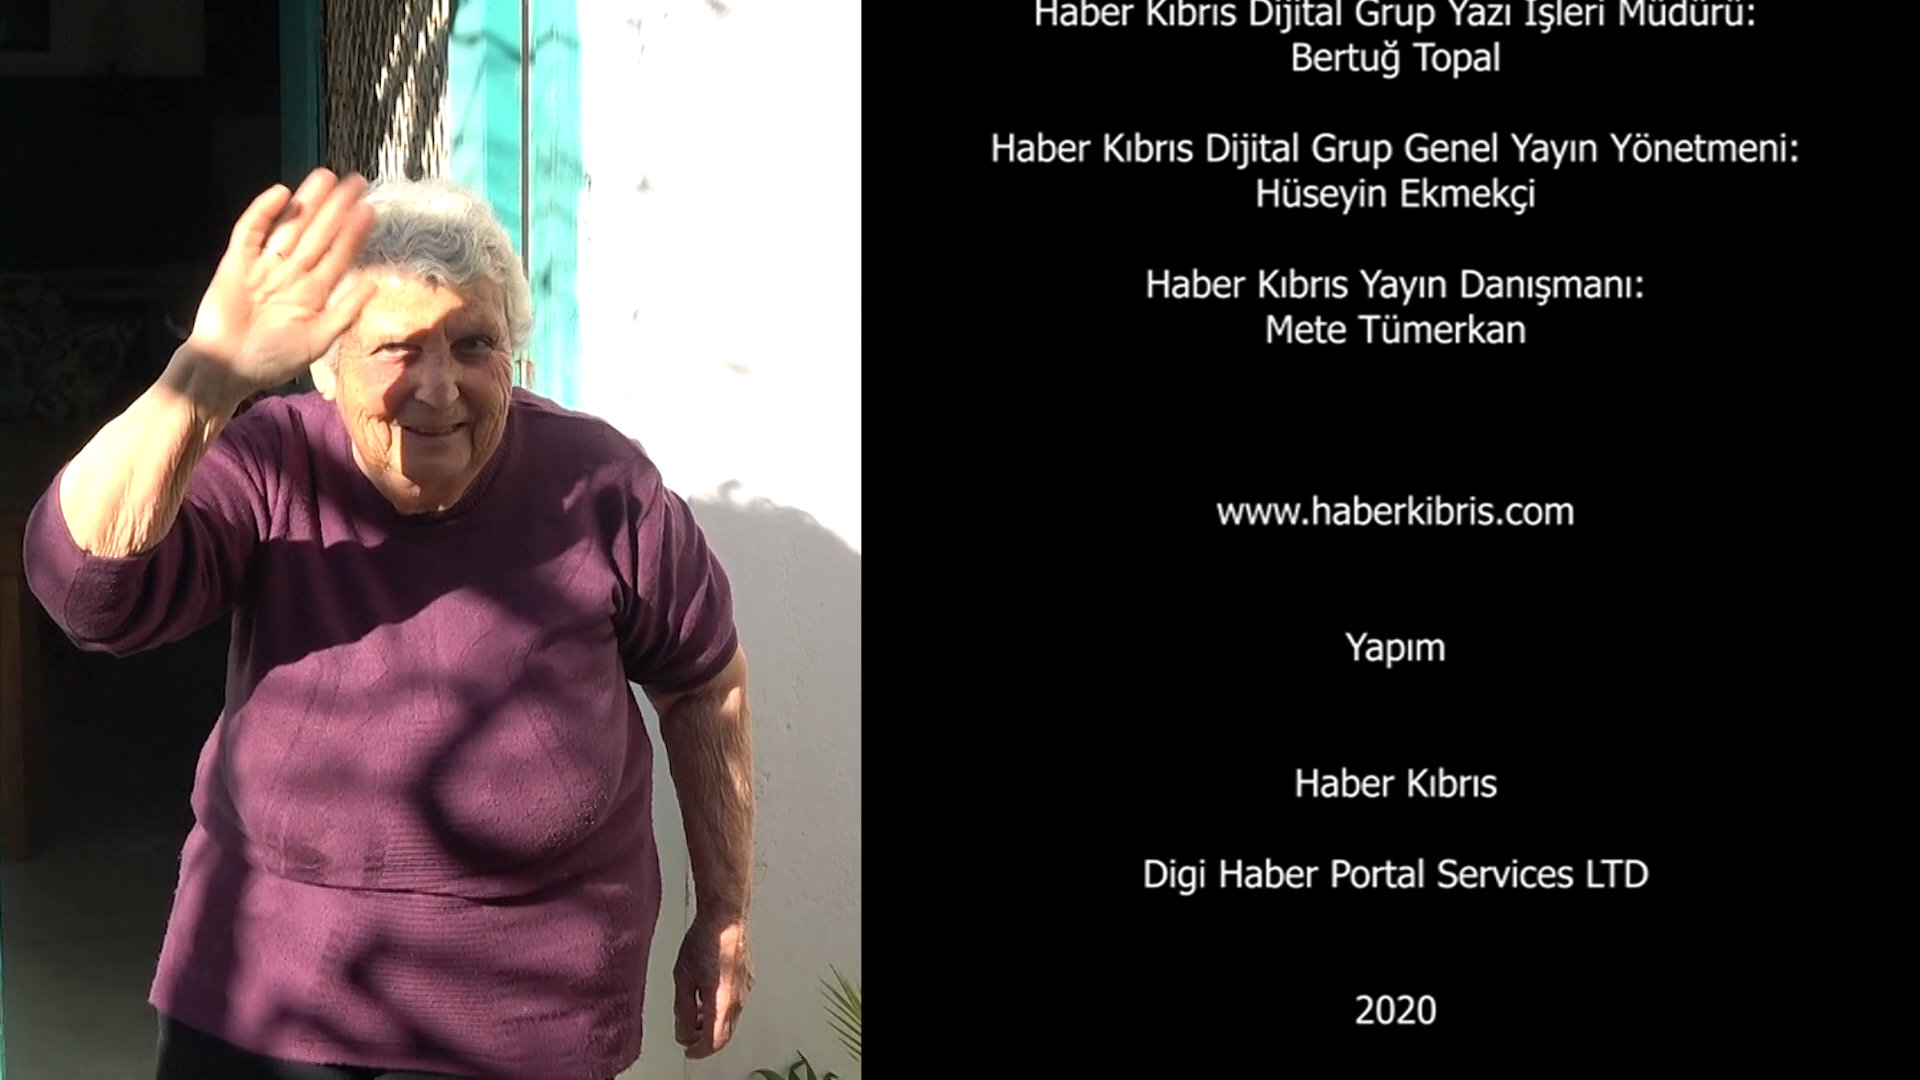 Haber Kıbrıs Dijital Grup Yazı İşleri Müdürü:
Bertuğ Topal
Haber Kıbrıs Dijital Grup Genel Yayın Yönetmeni:
Hüseyin Ekmekçi
Haber Kıbrıs Yayın Danışmanı:
Mete Tümerkan
www.haberkibris.com
Yapım
Haber Kıbrıs
Digi Haber Portal Services LTD
2020